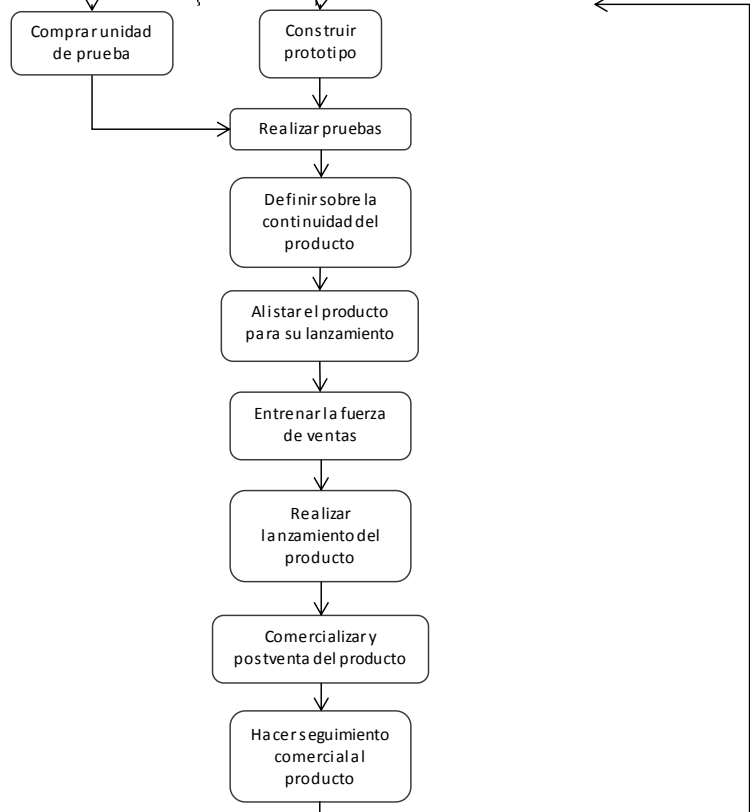 Comprar unidad
de prueba
Construir
prototipo
Realizar pruebas
Definir sobre la
continuidad del
producto
Alistar el producto
para su lanzamiento
Entrenar la fuerza
de ventas
Realizar
lanzamiento del
producto
Comercializar y
postventa del producto
Hacer seguimiento
comercial al
producto